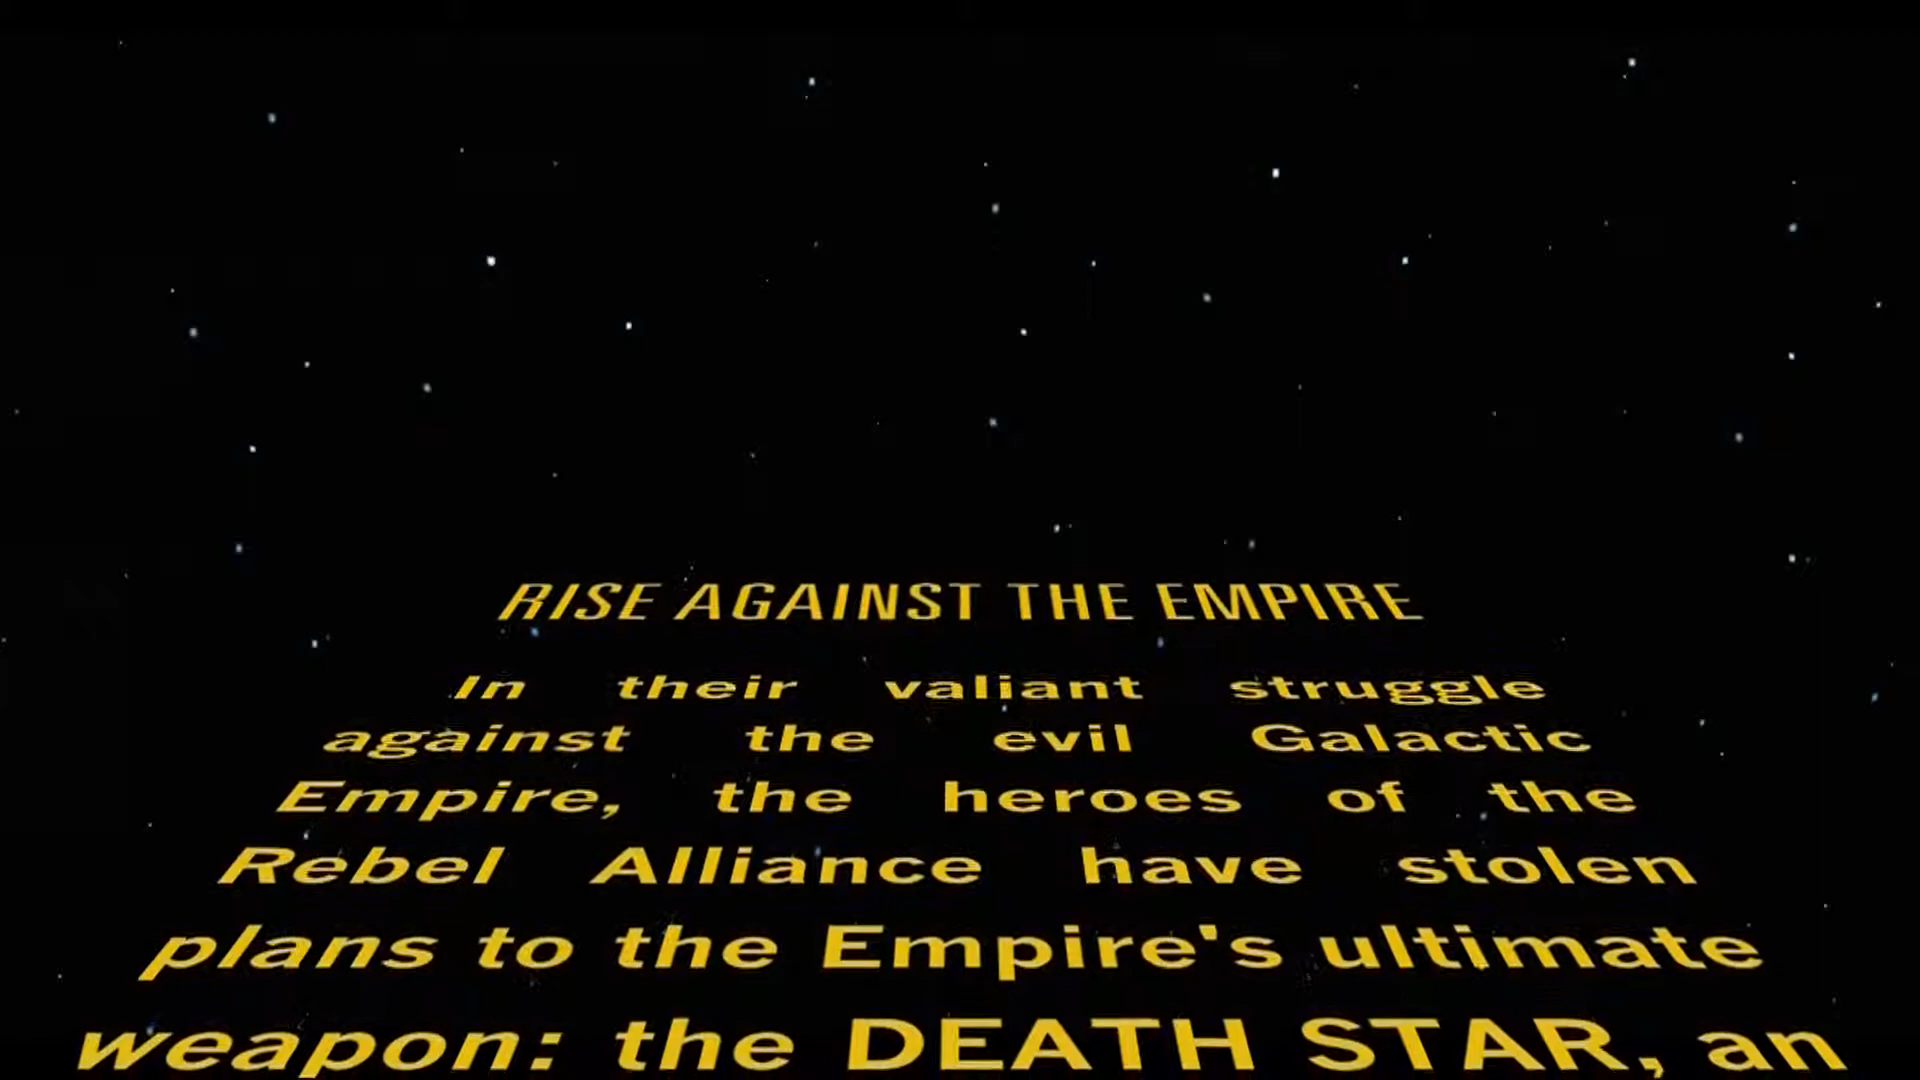 RISE AGAINST THE EMPIRE
In their valiant struggle
against the evil Galactic
Empire, the heroes of the
Rebel Alliance have stolen
plans to the Empire's ultimate
weapon: the DEATH STAR, an